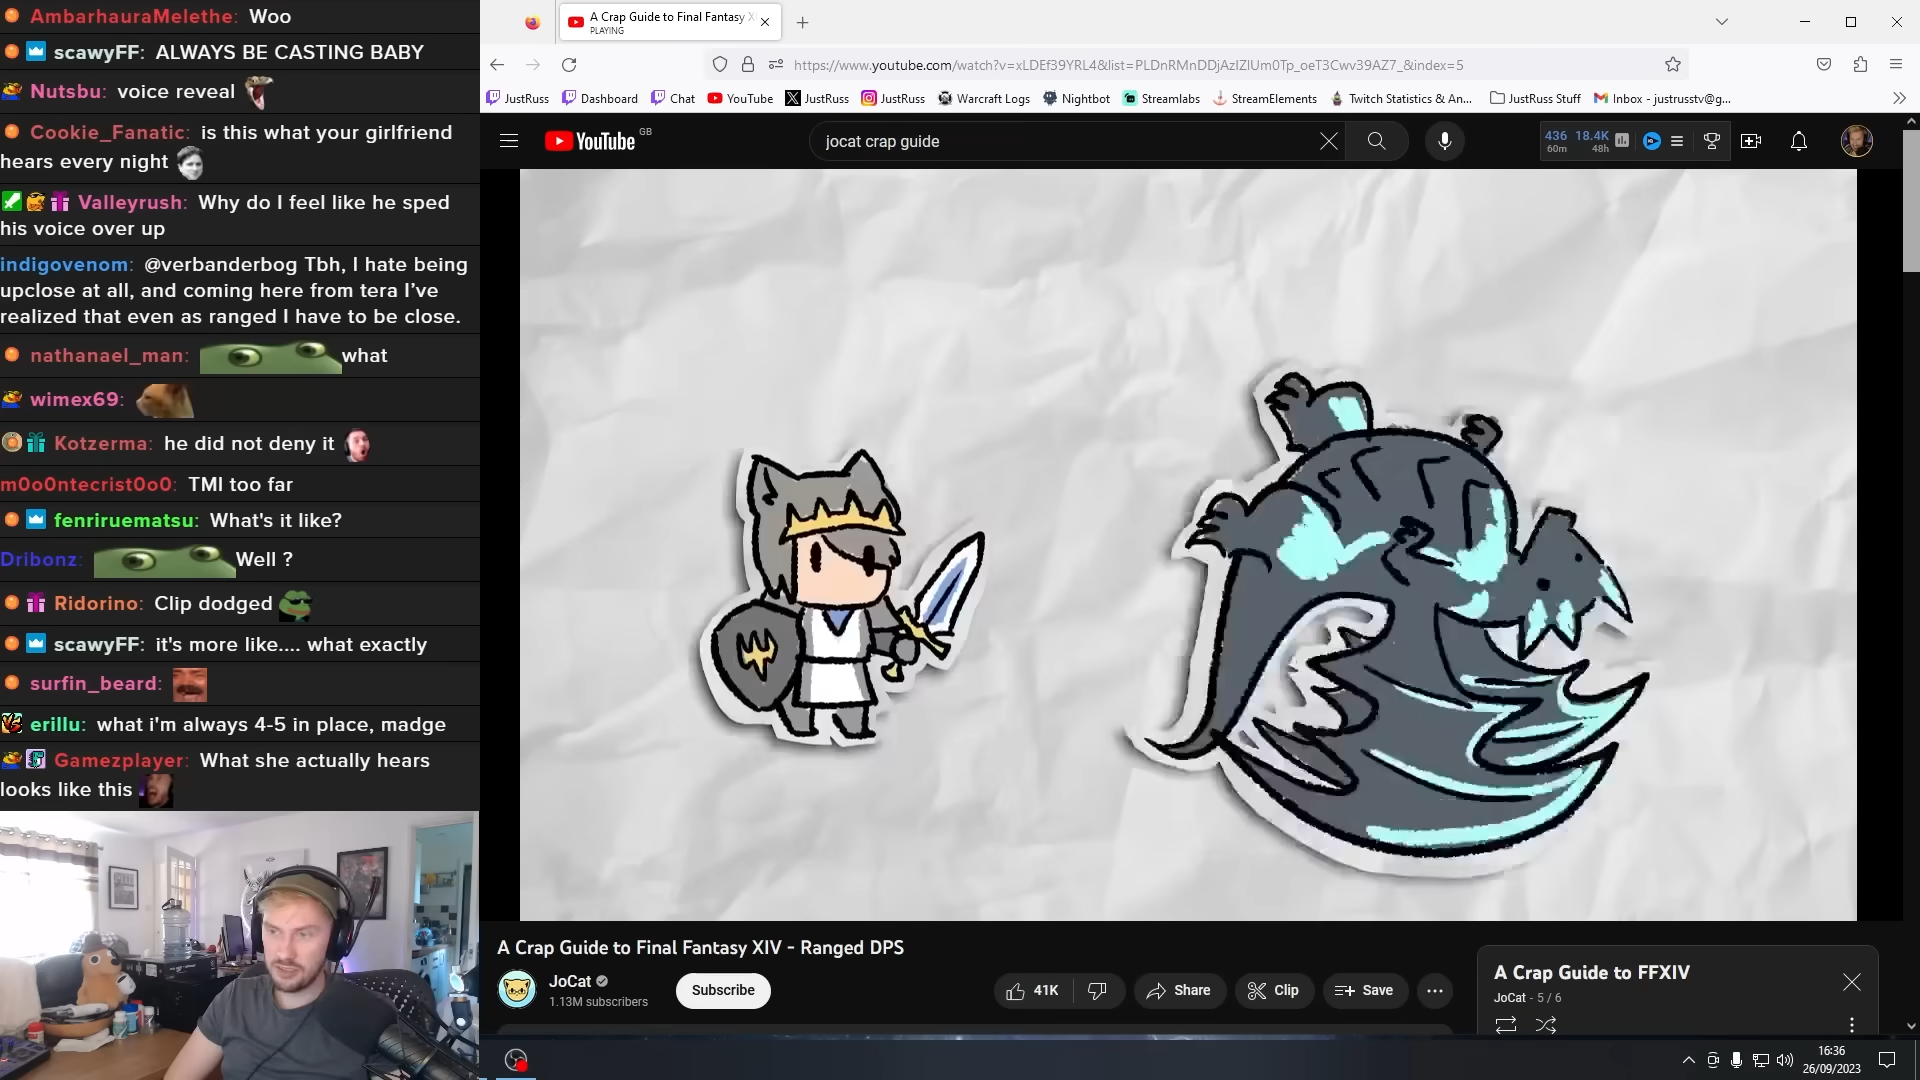 AmbarhauraMelethe: Woo
scawyFF: ALWAYS BE CASTING BABY
Nutsbu: voice reveal
Cookie_Fanatic: is this what your girlfriend
hears every night
Valleyrush: Why do I feel like he sped
his voice over up
indigovenom: @verbanderbog Tbh, I hate being
upclose at all, and coming here from tera I've
realized that even as ranged I have to be close.
nathanael_man: what
wimex69:
Kotzerma: he did not deny it
m0o0ntecrist0o0: TMI too far
fenriruematsu: What's it like?
Dribonz: Well ?
Ridorino: Clip dodged
scawyFF: it's more like.... what exactly
surfin_beard:
erillu: what i'm always 4-5 in place, madge
Gamezplayer: What she actually hears
looks like this
A Crap Guide to Final Fantasy X
PLAYING
https://www.youtube.com/watch?v=xLDEf39YRL4&list=PLDnRMnDDjAzIZlUm0Tp_oeT3Cwv39AZ7_&index=5
JustRuss Dashboard Chat YouTube JustRuss JustRuss Warcraft Logs Nightbot Streamlabs StreamElements Twitch Statistics & An... JustRuss Stuff Inbox - justrusstv@g...
YouTube GB
jocat crap guide
436 18.4K
60m 48h
A Crap Guide to Final Fantasy XIV - Ranged DPS
JoCat
1.13M subscribers
Subscribe
41K
Share
Clip
Save
A Crap Guide to FFXIV
JoCat - 5 / 6
16:36
26/09/2023